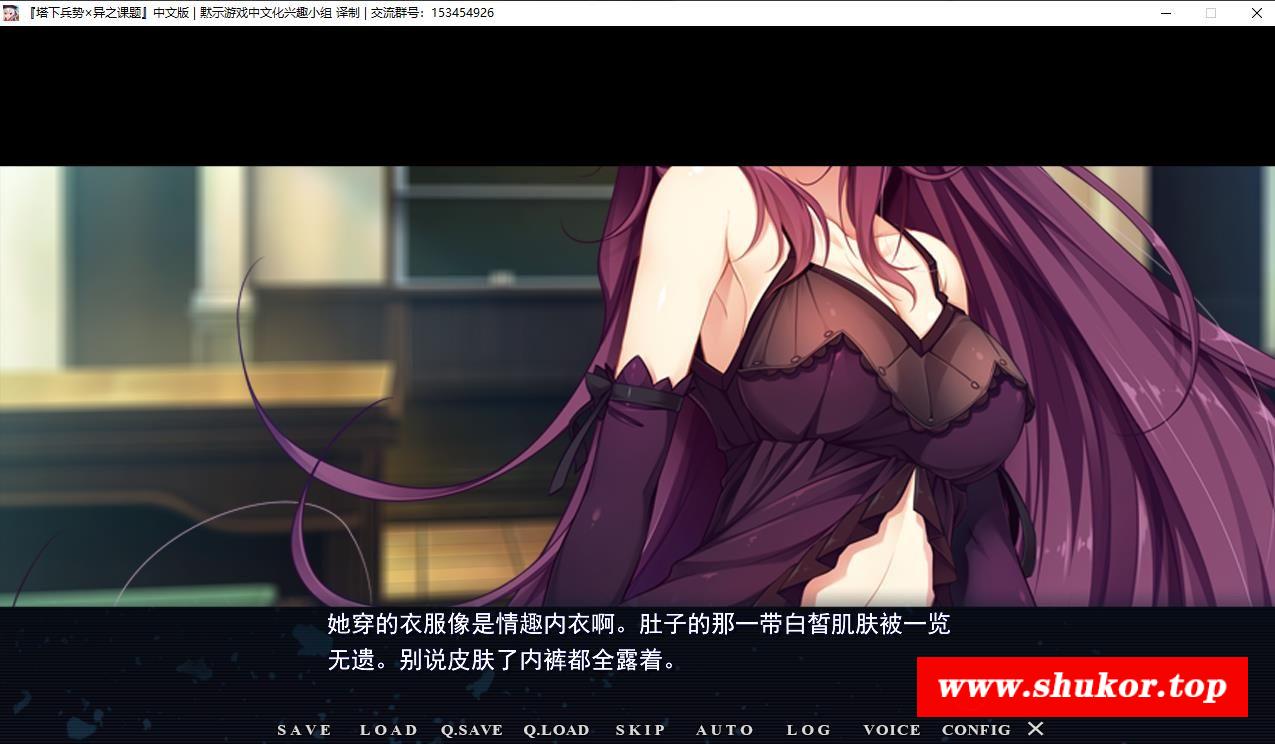 『塔下兵势×异之课题』中文版 | 默示游戏中文化兴趣小组 译制 | 交流群号：153454926
她穿的衣服像是情趣内衣啊。肚子的那一带白皙肌肤被一览
无遗。别说皮肤了内裤都全露着。
www.shukor.top
SAVE LOAD Q.SAVE Q.LOAD SKIP AUTO LOG VOICE CONFIG